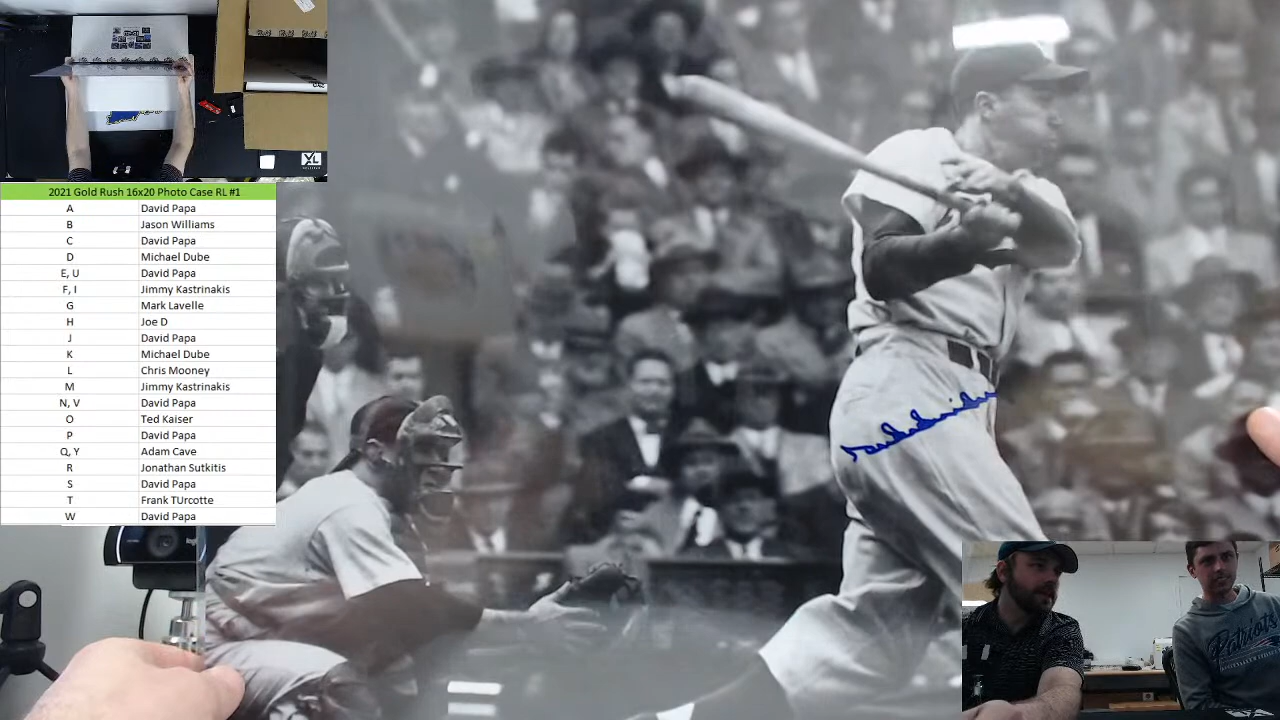 XL
2021 Gold Rush 16x20 Photo Case RL #1
A David Papa
B Jason Williams
C David Papa
D Michael Dube
E, U David Papa
F, I Jimmy Kastrinakis
G Mark Lavelle
H Joe D
J David Papa
K Michael Dube
L Chris Mooney
M Jimmy Kastrinakis
N, V David Papa
O Ted Kaiser
P David Papa
Q, Y Adam Cave
R Jonathan Sutkitis
S David Papa
T Frank TUrcotte
W David Papa
Patriots